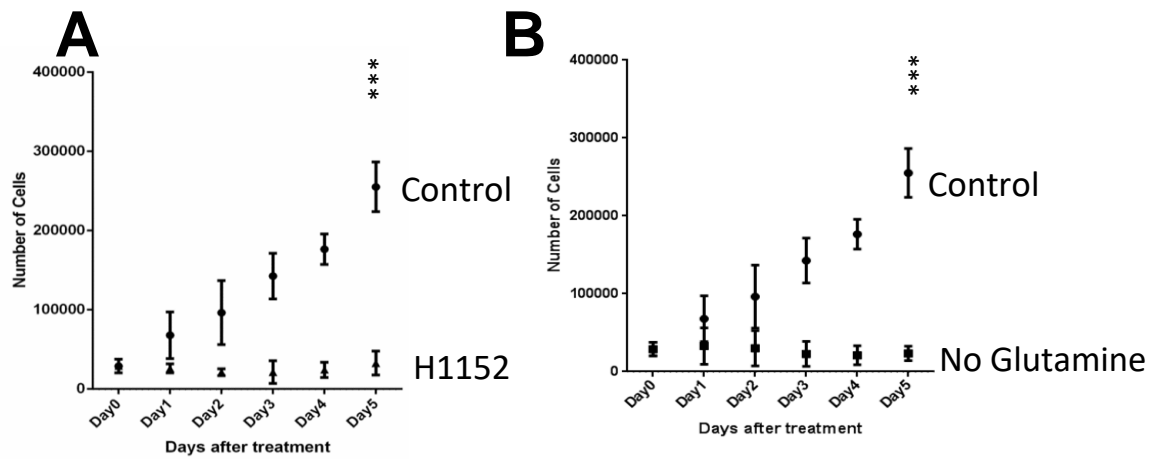 A
400000
300000
200000
100000
0
Number of Cells
***
Control
H1152
Day0
Day1
Day2
Day3
Day4
Day5
Days after treatment
B
400000
300000
200000
100000
0
Number of Cells
***
Control
No Glutamine
Day0
Day1
Day2
Day3
Day4
Day5
Days after treatment